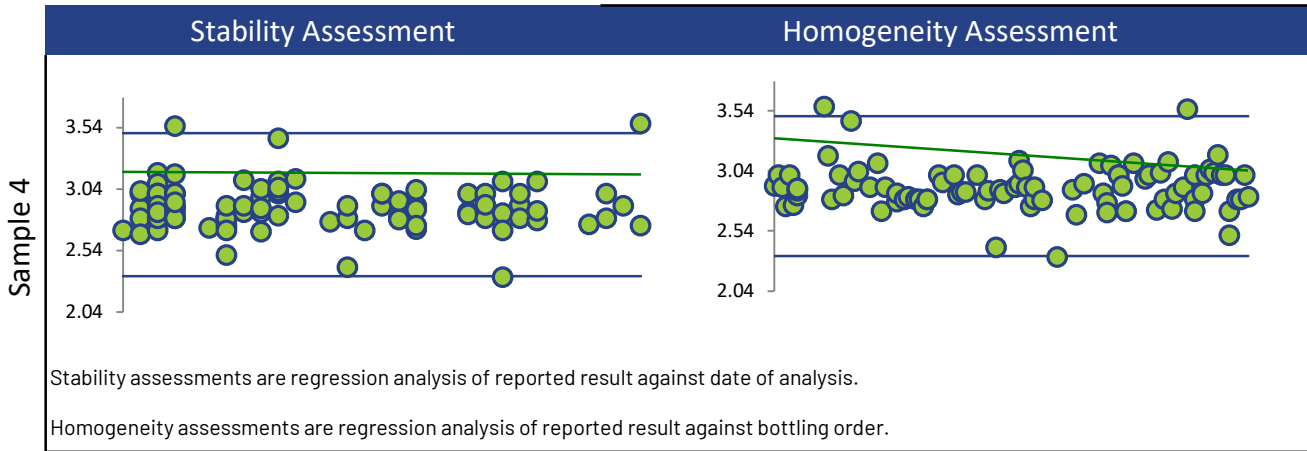 Stability Assessment
Homogeneity Assessment
Sample 4
3.54
3.04
2.54
2.04
3.54
3.04
2.54
2.04
Stability assessments are regression analysis of reported result against date of analysis.
Homogeneity assessments are regression analysis of reported result against bottling order.